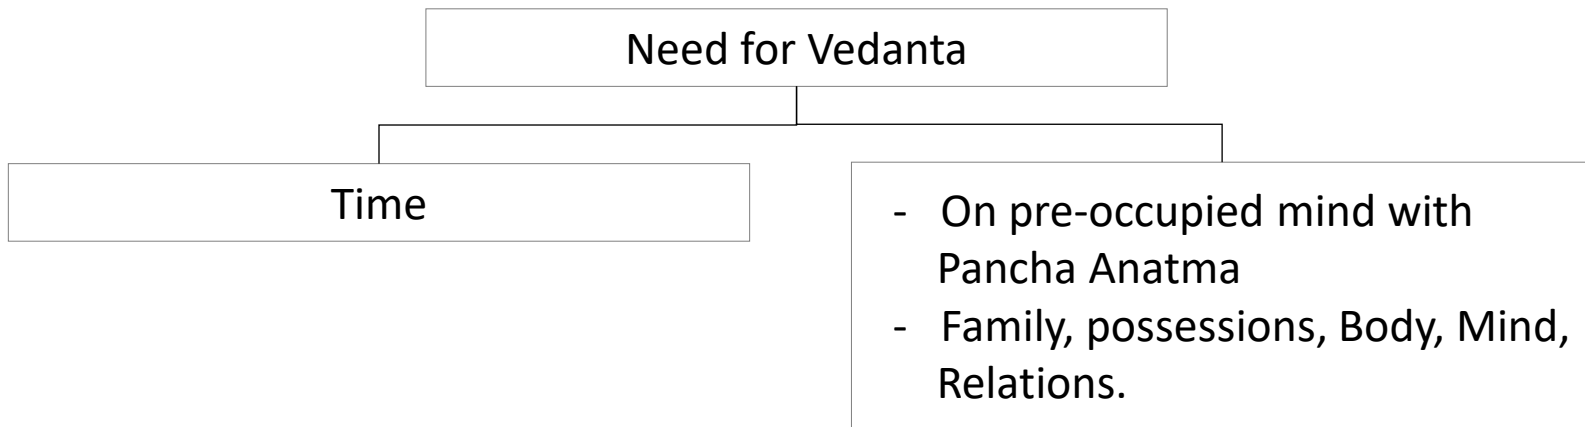 Need for Vedanta
Time
- On pre-occupied mind with
Pancha Anatma
- Family, possessions, Body, Mind,
Relations.